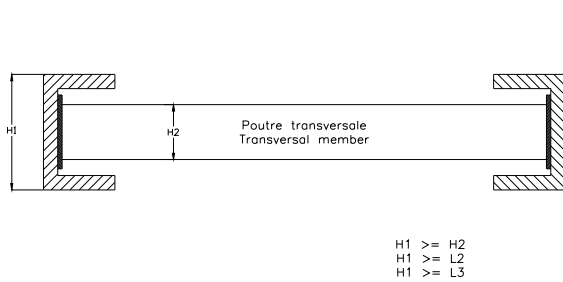 H1
H2
Poutre transversale
Transversal member
H1 >= H2
H1 >= L2
H1 >= L3